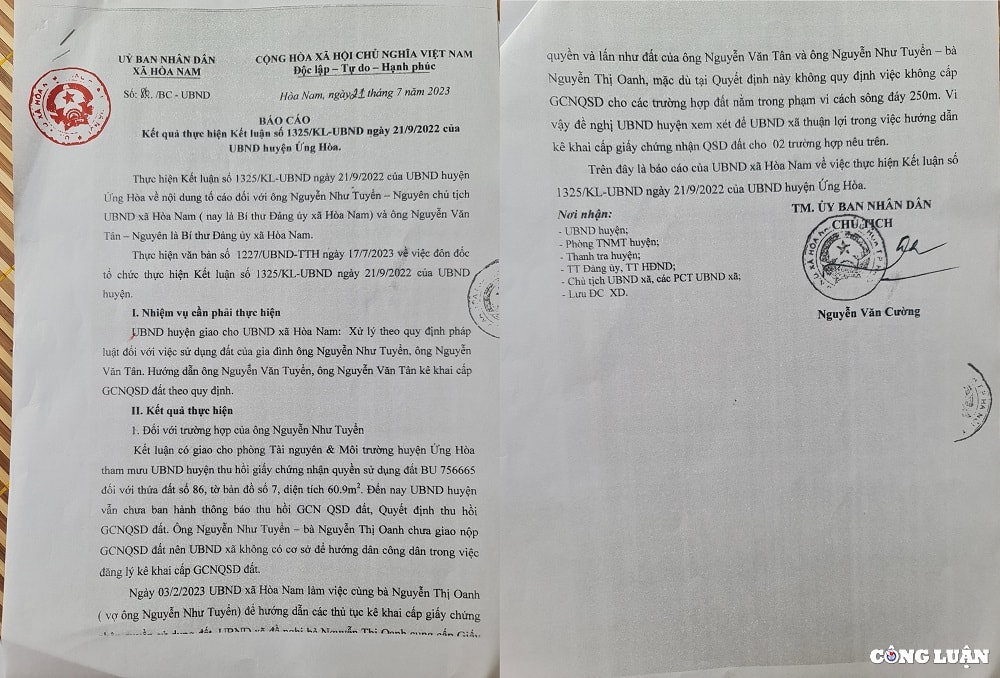 UỶ BAN NHÂN DÂN
XÃ HÒA NAM
CỘNG HÒA XÃ HỘI CHỦ NGHĨA VIỆT NAM
Độc lập – Tự do – Hạnh phúc
Số: /BC - UBND
Hòa Nam, ngày 21 tháng 7 năm 2023
BÁO CÁO
Kết quả thực hiện Kết luận số 1325/KL-UBND ngày 21/9/2022 của
UBND huyện Ứng Hòa.
Thực hiện Kết luận số 1325/KL-UBND ngày 21/9/2022 của UBND huyện
Ứng Hòa về nội dung tố cáo đối với ông Nguyễn Như Tuyển – Nguyên chủ tịch
UBND xã Hòa Nam ( nay là Bí thư Đảng ủy xã Hòa Nam) và ông Nguyễn Văn
Tân – Nguyên là Bí thư Đảng ủy xã Hòa Nam.
Thực hiện văn bản số 1227/UBND-TTH ngày 17/7/2023 về việc đôn đốc
tổ chức thực hiện Kết luận số 1325/KL-UBND ngày 21/9/2022 của UBND
huyện.
I. Nhiệm vụ cần phải thực hiện
UBND huyện giao cho UBND xã Hòa Nam: Xử lý theo quy định pháp
luật đối với việc sử dụng đất của gia đình ông Nguyễn Như Tuyển, ông Nguyễn
Văn Tân. Hướng dẫn ông Nguyễn Văn Tuyển, ông Nguyễn Văn Tân kê khai cấp
GCNQSD đất theo quy định.
II. Kết quả thực hiện
1. Đối với trường hợp của ông Nguyễn Như Tuyển
Kết luận có giao cho phòng Tài nguyên & Môi trường huyện Ứng Hòa
tham mưu UBND huyện thu hồi giấy chứng nhận quyền sử dụng đất BU 756665
đối với thửa đất số 86, tờ bản đồ số 7, diện tích 60.9m². Đến nay UBND huyện
vẫn chưa ban hành thông báo thu hồi GCN QSD đất, Quyết định thu hồi
GCNQSD đất. Ông Nguyễn Như Tuyển – bà Nguyễn Thị Oanh chưa giao nộp
GCNQSD đất nên UBND xã không có cơ sở để hướng dẫn công dân trong việc
đăng lý kê khai cấp GCNQSD đất.
Ngày 03/2/2023 UBND xã Hòa Nam làm việc cùng bà Nguyễn Thị Oanh
( vợ ông Nguyễn Như Tuyển) để hướng dẫn các thủ tục kê khai cấp giấy chứng
quyền sử dụng đất. UBND xã đề nghị bà Nguyễn Thị Oanh cung cấp Giấy
quyền và lấn như đất của ông Nguyễn Văn Tân và ông Nguyễn Như Tuyển – bà
Nguyễn Thị Oanh, mặc dù tại Quyết định này không quy định việc không cấp
GCNQSD cho các trường hợp đất nằm trong phạm vi cách sông đáy 250m. Vì
vậy đề nghị UBND huyện xem xét để UBND xã thuận lợi trong việc hướng dẫn
kê khai cấp giấy chứng nhận QSD đất cho 02 trường hợp nêu trên.
Trên đây là báo cáo của UBND xã Hòa Nam về việc thực hiện Kết luận số
1325/KL-UBND ngày 21/9/2022 của UBND huyện Ứng Hòa.
Nơi nhận:
- UBND huyện;
- Phòng TNMT huyện;
- Thanh tra huyện;
- TT Đảng ủy, TT HĐND;
- Chủ tịch UBND xã, các PCT UBND xã;
- Lưu ĐC XD.
TM. ỦY BAN NHÂN DÂN
CHỦ TỊCH
Nguyễn Văn Cường
CÔNG LUẬN